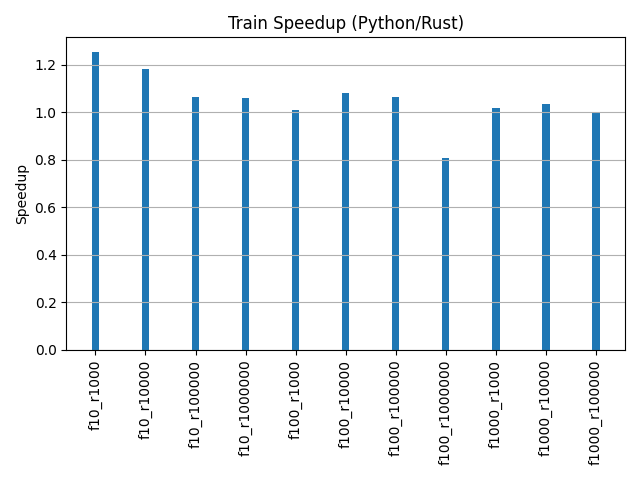 Train Speedup (Python/Rust)
Speedup
1.2
1.0
0.8
0.6
0.4
0.2
0.0
f10_r1000
f10_r10000
f10_r100000
f10_r1000000
f100_r1000
f100_r10000
f100_r100000
f100_r1000000
f1000_r1000
f1000_r10000
f1000_r100000